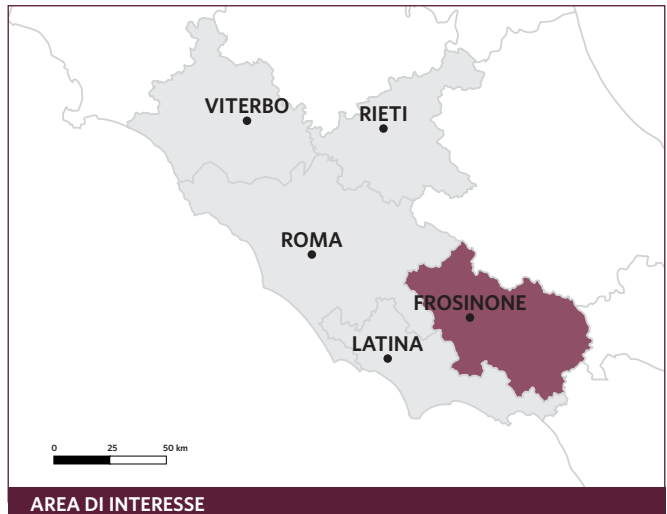 VITERBO
RIETI
ROMA
FROSINONE
LATINA
0 25 50 km
AREA DI INTERESSE